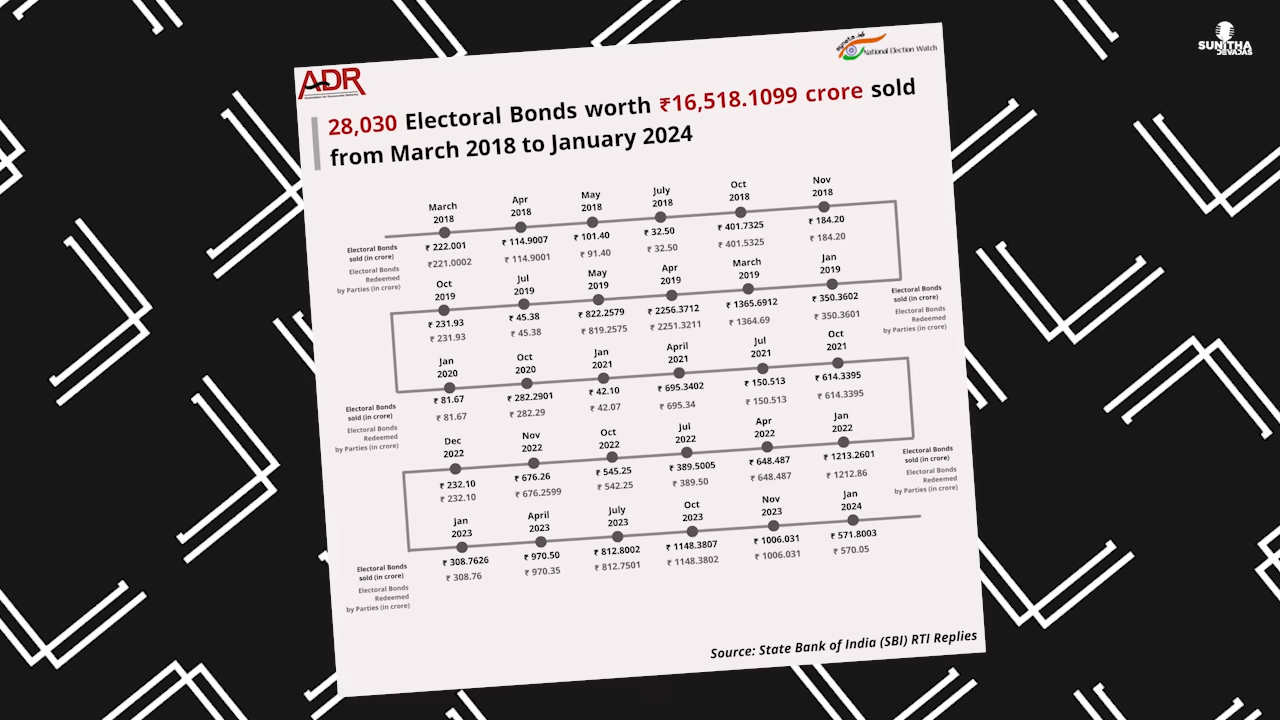 SUNITHA
DEVADAS
ADR
Association for Democratic Reforms
National Election Watch
28,030 Electoral Bonds worth ₹16,518.1099 crore sold
from March 2018 to January 2024
March
2018
Apr
2018
May
2018
July
2018
Oct
2018
Nov
2018
Electoral Bonds
sold (in crore)
₹ 222.001
₹ 114.9007
₹ 101.40
₹ 32.50
₹ 401.7325
₹ 184.20
Electoral Bonds
Redeemed
by Parties (in crore)
₹221.0002
₹ 114.9001
₹ 91.40
₹ 32.50
₹ 401.5325
₹ 184.20
Oct
2019
Jul
2019
May
2019
Apr
2019
March
2019
Jan
2019
₹ 231.93
₹ 45.38
₹ 822.2579
₹ 2256.3712
₹ 1365.6912
₹ 350.3602
Electoral Bonds
sold (in crore)
₹ 231.93
₹ 45.38
₹ 819.2575
₹ 2251.3211
₹ 1364.69
₹ 350.3601
Electoral Bonds
Redeemed
by Parties (in crore)
Jan
2020
Oct
2020
Jan
2021
April
2021
Jul
2021
Oct
2021
Electoral Bonds
sold (in crore)
₹ 81.67
₹ 282.2901
₹ 42.10
₹ 695.3402
₹ 150.513
₹ 614.3395
Electoral Bonds
Redeemed
by Parties (in crore)
₹ 81.67
₹ 282.29
₹ 42.07
₹ 695.34
₹ 150.513
₹ 614.3395
Dec
2022
Nov
2022
Oct
2022
Jul
2022
Apr
2022
Jan
2022
₹ 232.10
₹ 676.26
₹ 545.25
₹ 389.5005
₹ 648.487
₹ 1213.2601
Electoral Bonds
sold (in crore)
₹ 232.10
₹ 676.2599
₹ 542.25
₹ 389.50
₹ 648.487
₹ 1212.86
Electoral Bonds
Redeemed
by Parties (in crore)
Jan
2023
April
2023
July
2023
Oct
2023
Nov
2023
Jan
2024
Electoral Bonds
sold (in crore)
₹ 308.7626
₹ 970.50
₹ 812.8002
₹ 1148.3807
₹ 1006.031
₹ 571.8003
Electoral Bonds
Redeemed
by Parties (in crore)
₹ 308.76
₹ 970.35
₹ 812.7501
₹ 1148.3802
₹ 1006.031
₹ 570.05
Source: State Bank of India (SBI) RTI Replies